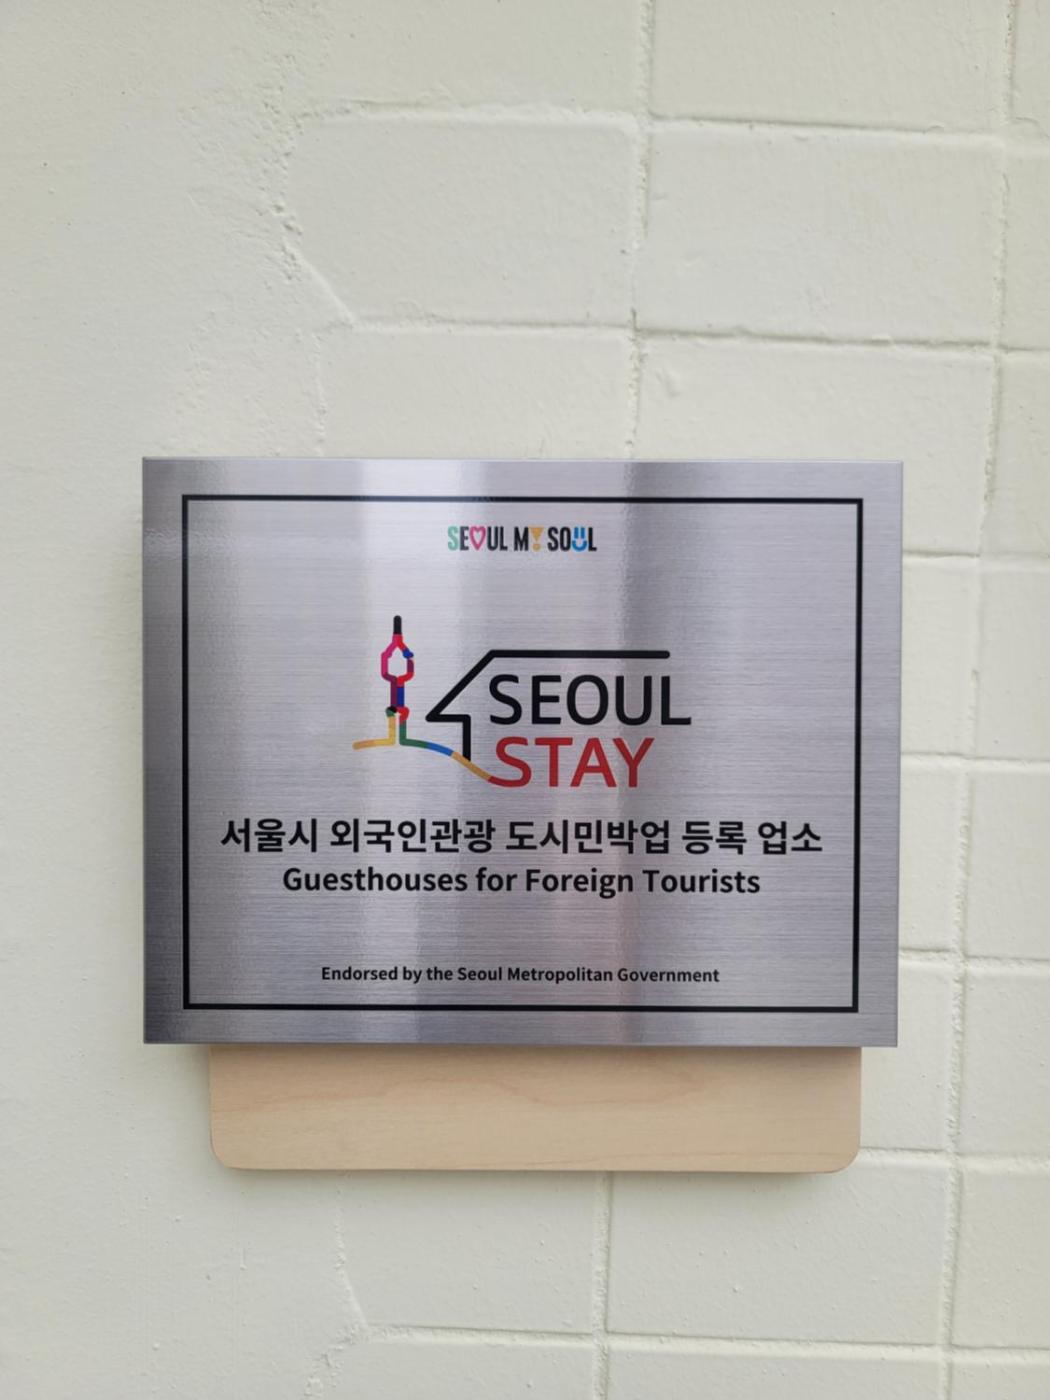 SEOUL MY SOUL
SEOUL
STAY
서울시 외국인관광 도시민박업 등록 업소
Guesthouses for Foreign Tourists
Endorsed by the Seoul Metropolitan Government